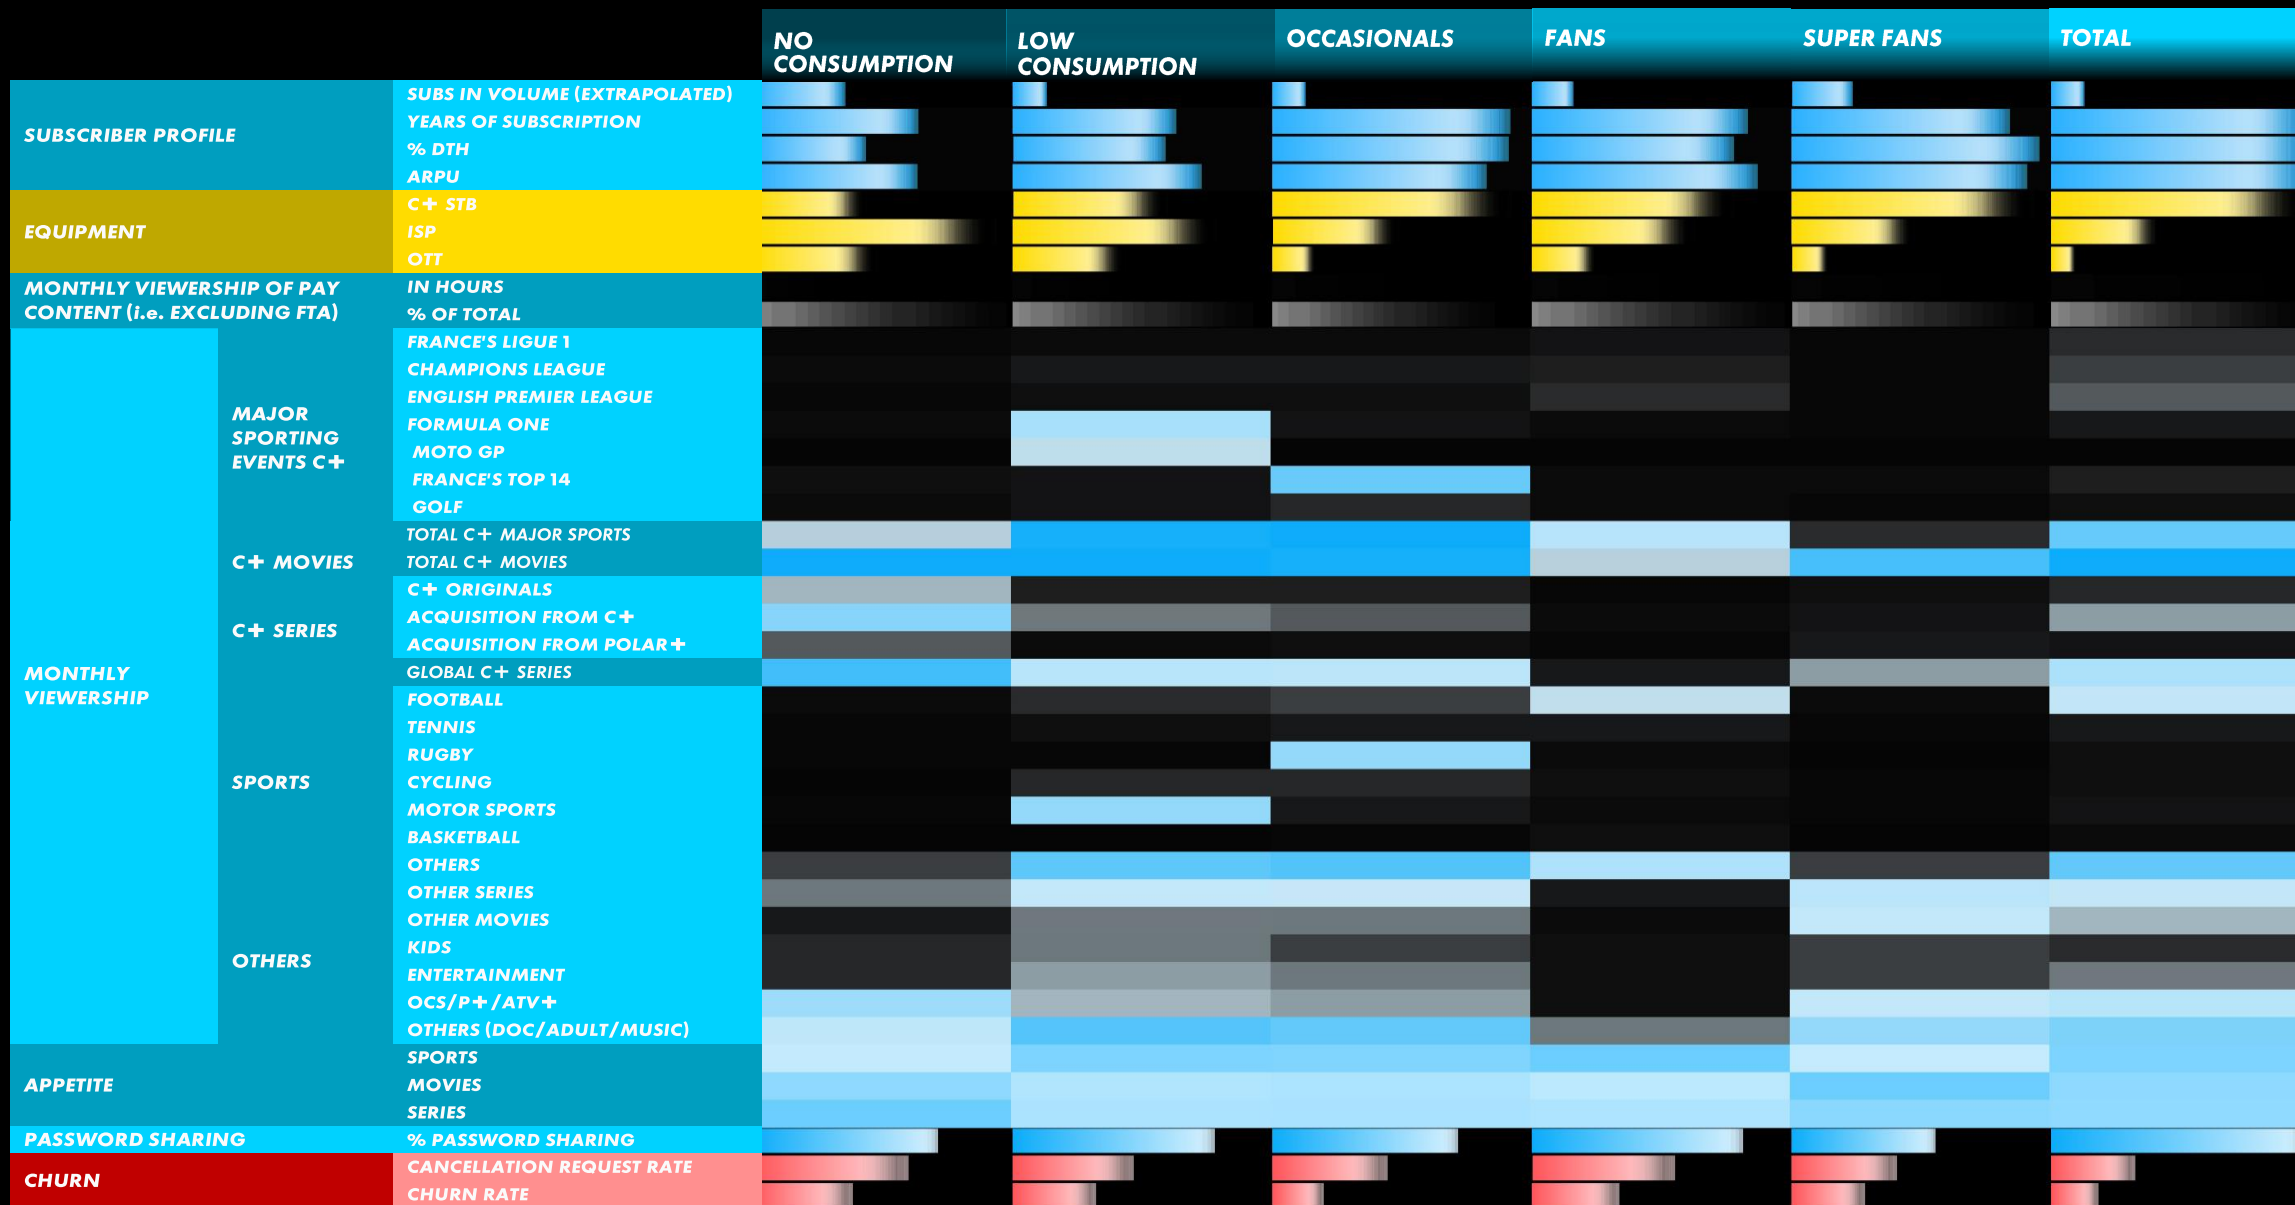 NO
CONSUMPTION
LOW
CONSUMPTION
OCCASIONALS
FANS
SUPER FANS
TOTAL
SUBSCRIBER PROFILE
SUBS IN VOLUME (EXTRAPOLATED)
YEARS OF SUBSCRIPTION
% DTH
ARPU
EQUIPMENT
C+ STB
ISP
OTT
MONTHLY VIEWERSHIP OF PAY
CONTENT (i.e. EXCLUDING FTA)
IN HOURS
% OF TOTAL
MONTHLY
VIEWERSHIP
MAJOR
SPORTING
EVENTS C+
FRANCE'S LIGUE 1
CHAMPIONS LEAGUE
ENGLISH PREMIER LEAGUE
FORMULA ONE
MOTO GP
FRANCE'S TOP 14
GOLF
TOTAL C+ MAJOR SPORTS
C+ MOVIES
TOTAL C+ MOVIES
C+ SERIES
C+ ORIGINALS
ACQUISITION FROM C+
ACQUISITION FROM POLAR+
GLOBAL C+ SERIES
SPORTS
FOOTBALL
TENNIS
RUGBY
CYCLING
MOTOR SPORTS
BASKETBALL
OTHERS
OTHERS
OTHER SERIES
OTHER MOVIES
KIDS
ENTERTAINMENT
OCS/P+/ATV+
OTHERS (DOC/ADULT/MUSIC)
APPETITE
SPORTS
MOVIES
SERIES
PASSWORD SHARING
% PASSWORD SHARING
CHURN
CANCELLATION REQUEST RATE
CHURN RATE